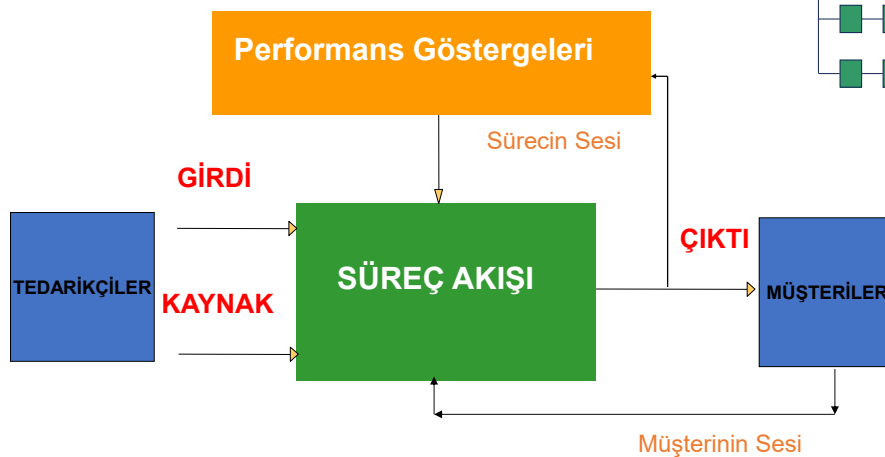 Performans Göstergeleri
Sürecin Sesi
GİRDİ
TEDARİKÇİLER
KAYNAK
SÜREÇ AKIŞI
ÇIKTI
MÜŞTERİLER
Müşterinin Sesi